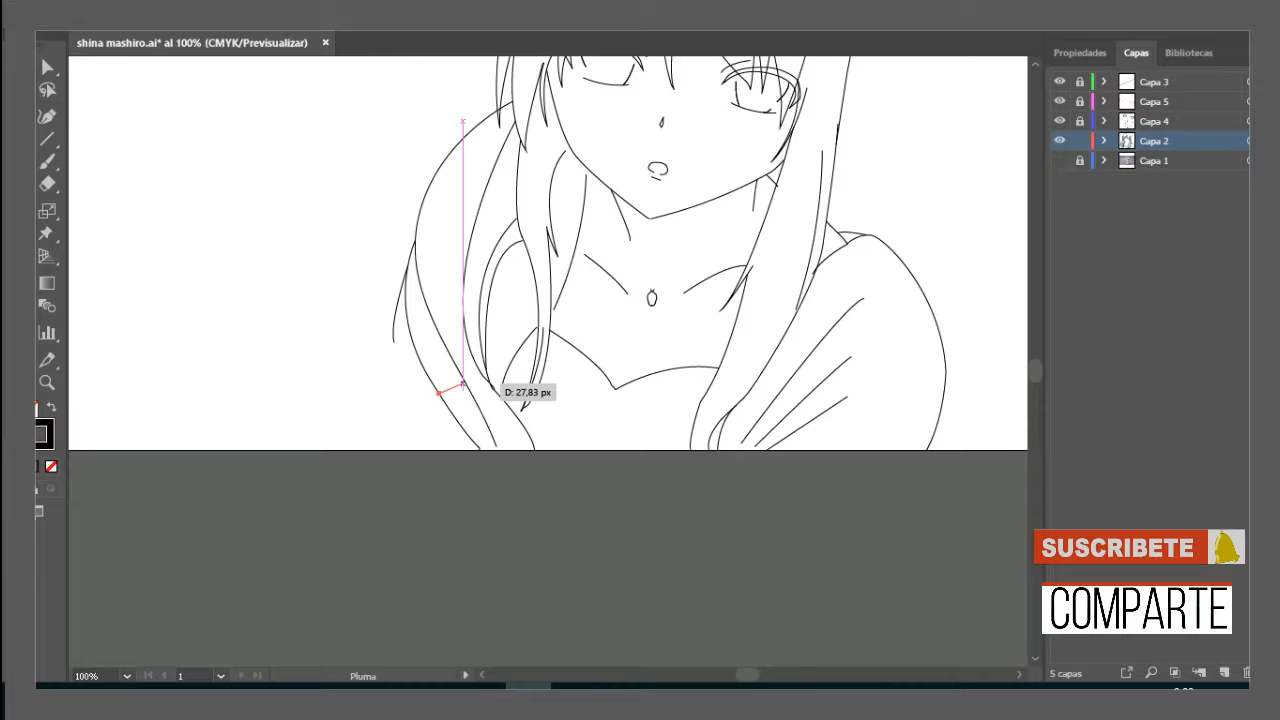 shina mashiro.ai* al 100% (CMYK/Previsualizar) ×
Propiedades Capas Bibliotecas
Capa 3
Capa 5
Capa 4
Capa 2
Capa 1
D: 27,83 px
SUSCRIBETE
COMPARTE
100% 1 Pluma
5 capas